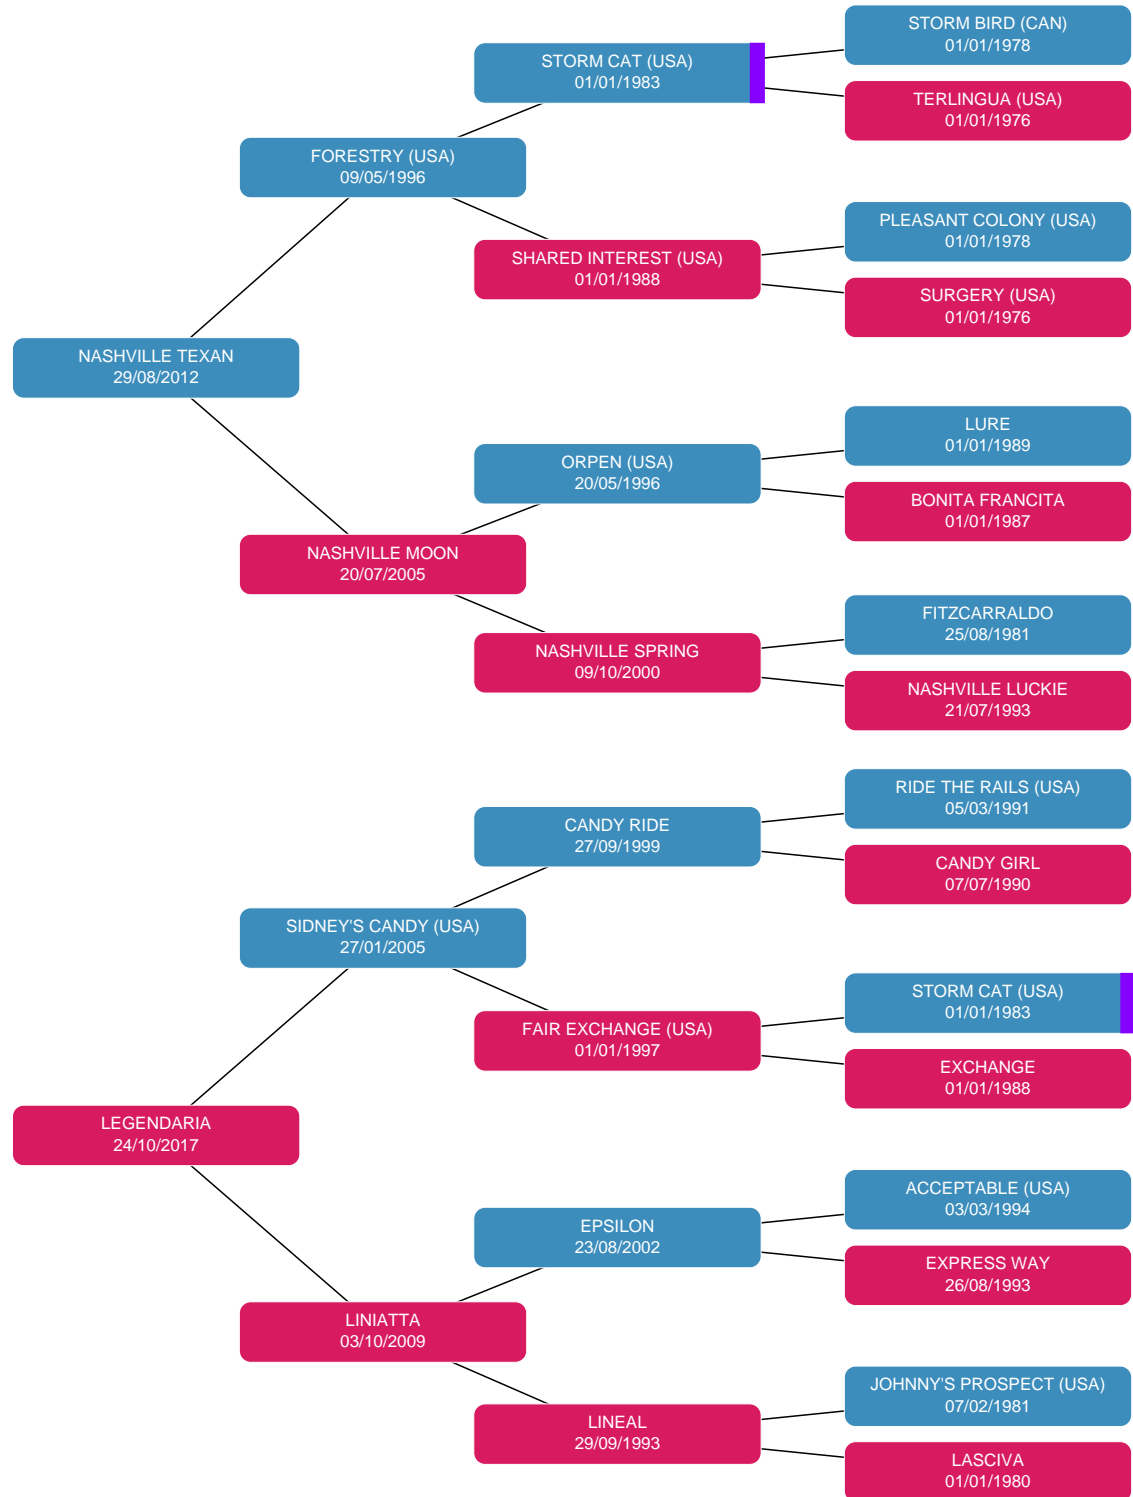 STORM BIRD (CAN)
01/01/1978
STORM CAT (USA)
01/01/1983
TERLINGUA (USA)
01/01/1976
FORESTRY (USA)
09/05/1996
PLEASANT COLONY (USA)
01/01/1978
SHARED INTEREST (USA)
01/01/1988
SURGERY (USA)
01/01/1976
NASHVILLE TEXAN
29/08/2012
LURE
01/01/1989
ORPEN (USA)
20/05/1996
BONITA FRANCITA
01/01/1987
NASHVILLE MOON
20/07/2005
FITZCARRALDO
25/08/1981
NASHVILLE SPRING
09/10/2000
NASHVILLE LUCKIE
21/07/1993
RIDE THE RAILS (USA)
05/03/1991
CANDY RIDE
27/09/1999
CANDY GIRL
07/07/1990
SIDNEY'S CANDY (USA)
27/01/2005
STORM CAT (USA)
01/01/1983
FAIR EXCHANGE (USA)
01/01/1997
EXCHANGE
01/01/1988
LEGENDARIA
24/10/2017
ACCEPTABLE (USA)
03/03/1994
EPSILON
23/08/2002
EXPRESS WAY
26/08/1993
LINIATTA
03/10/2009
JOHNNY'S PROSPECT (USA)
07/02/1981
LINEAL
29/09/1993
LASCIVA
01/01/1980